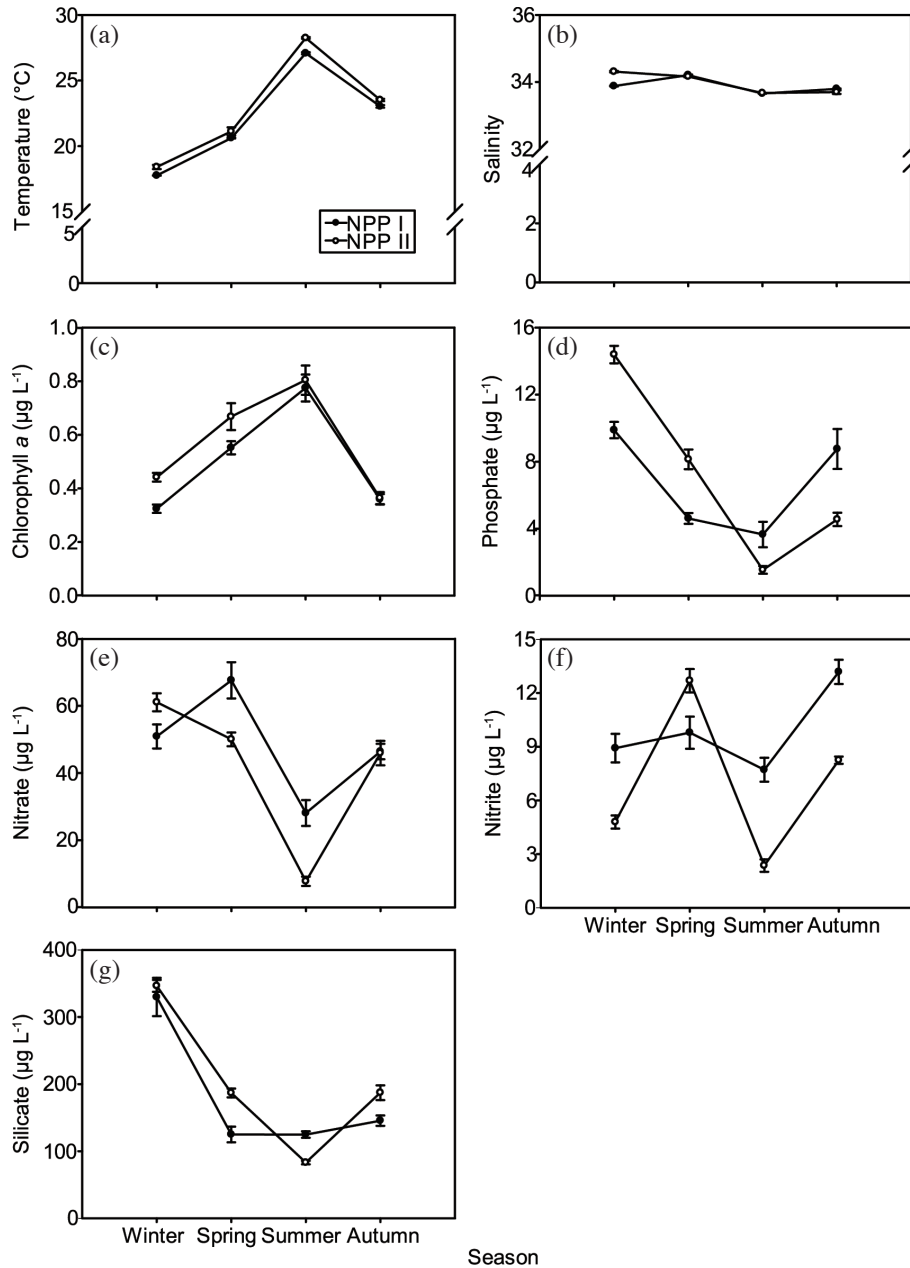 (a)
Temperature (°C)
30
25
20
15
5
0
NPP I
NPP II
(b)
Salinity
36
34
32
4
2
0
(c)
Chlorophyll a (µg L-1)
1.0
0.8
0.6
0.4
0.2
0.0
(d)
Phosphate (µg L-1)
16
12
8
4
0
(e)
Nitrate (µg L-1)
80
60
40
20
0
(f)
Nitrite (µg L-1)
15
12
9
6
3
0
Winter Spring Summer Autumn
(g)
Silicate (µg L-1)
400
300
200
100
0
Winter Spring Summer Autumn
Season